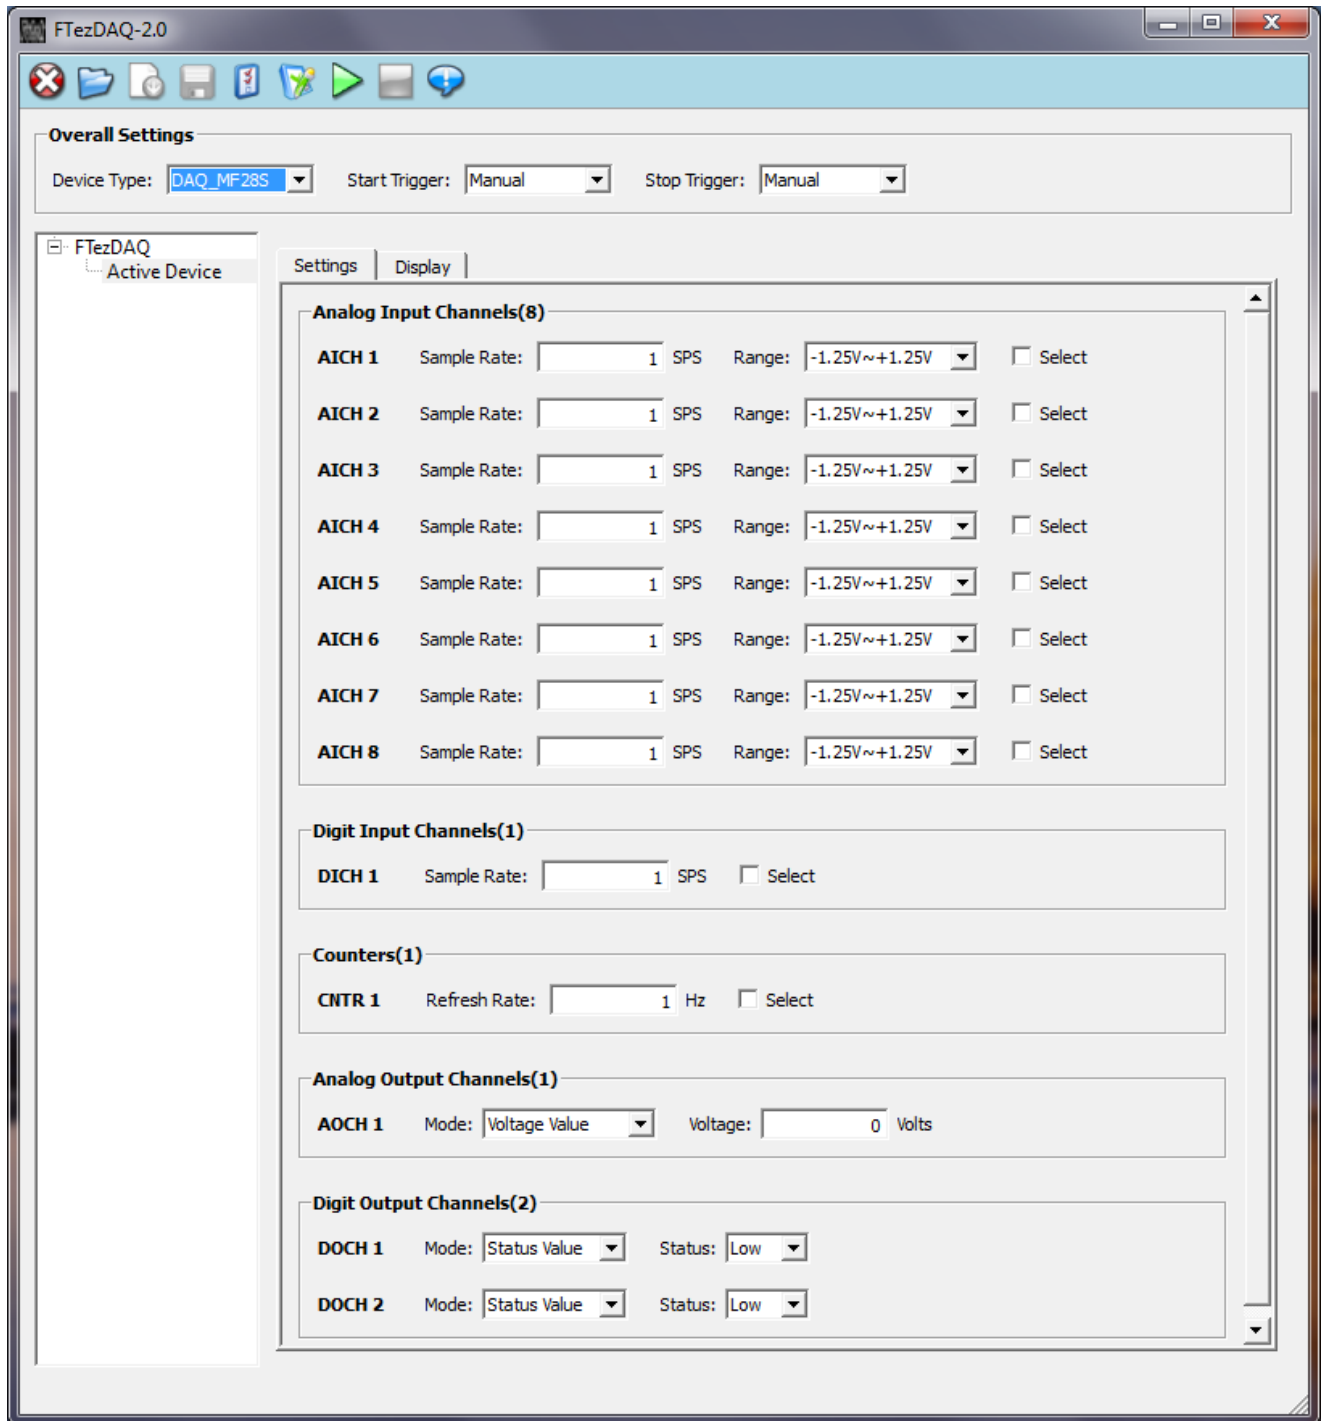 FTezDAQ-2.0
Overall Settings
Device Type: DAQ_MF28S Start Trigger: Manual Stop Trigger: Manual
FTezDAQ
Active Device
Settings Display
Analog Input Channels(8)
AICH 1 Sample Rate: 1 SPS Range: -1.25V~+1.25V Select
AICH 2 Sample Rate: 1 SPS Range: -1.25V~+1.25V Select
AICH 3 Sample Rate: 1 SPS Range: -1.25V~+1.25V Select
AICH 4 Sample Rate: 1 SPS Range: -1.25V~+1.25V Select
AICH 5 Sample Rate: 1 SPS Range: -1.25V~+1.25V Select
AICH 6 Sample Rate: 1 SPS Range: -1.25V~+1.25V Select
AICH 7 Sample Rate: 1 SPS Range: -1.25V~+1.25V Select
AICH 8 Sample Rate: 1 SPS Range: -1.25V~+1.25V Select
Digit Input Channels(1)
DICH 1 Sample Rate: 1 SPS Select
Counters(1)
CNTR 1 Refresh Rate: 1 Hz Select
Analog Output Channels(1)
AOCH 1 Mode: Voltage Value Voltage: 0 Volts
Digit Output Channels(2)
DOCH 1 Mode: Status Value Status: Low
DOCH 2 Mode: Status Value Status: Low